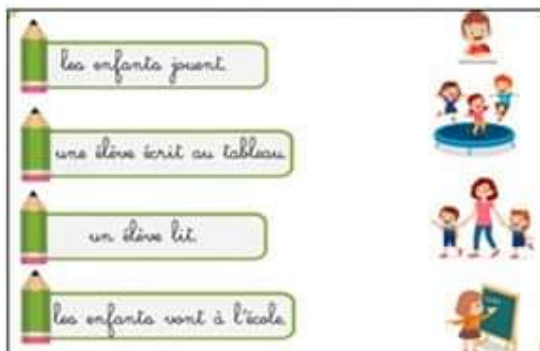 les enfants jouent.
une élève écrit au tableau.
un élève lit.
les enfants vont à l'école.